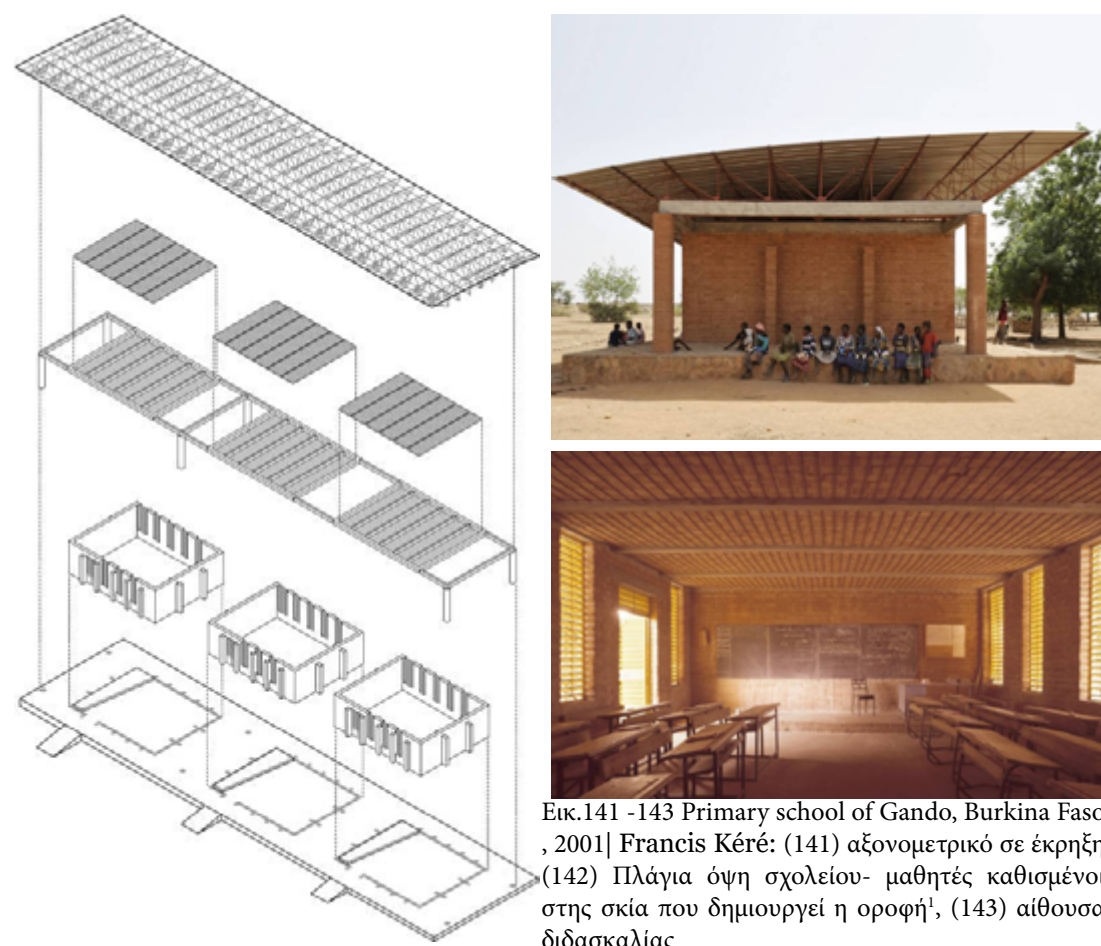 Εικ.141 -143 Primary school of Gando, Burkina Faso
, 2001| Francis Kéré: (141) αξονομετρικό σε έκρηξη
(142) Πλάγια όψη σχολείου- μαθητές καθισμένοι
στης σκία που δημιουργεί η οροφή¹, (143) αίθουσα
διδασκαλίας